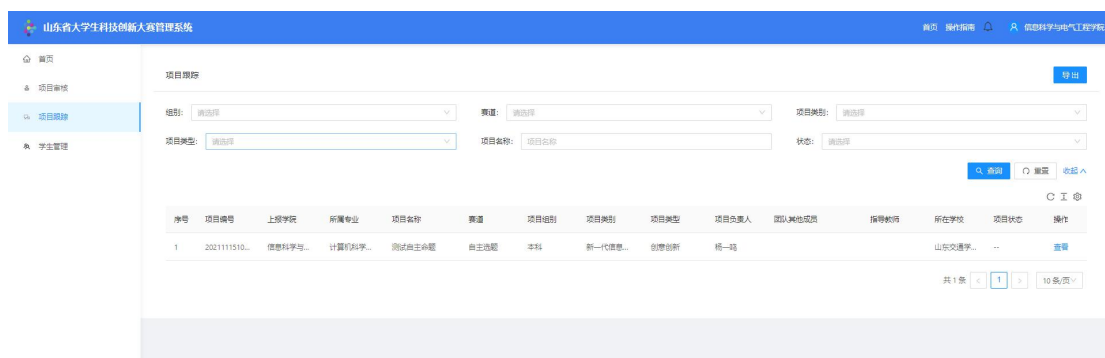 山东省大学生科技创新大赛管理系统 首页 操作指南 信息科学与电气工程学院
首页
项目审核
项目跟踪
学生管理
项目跟踪 导出
组别: 请选择 赛道: 请选择 项目类别: 请选择
项目类型: 请选择 项目名称: 项目名称 状态: 请选择
查询 重置 收起
序号 项目编号 上报学院 所属专业 项目名称 赛道 项目组别 项目类别 项目类型 项目负责人 团队其他成员 指导教师 所在学校 项目状态 操作
1 2021111510... 信息科学与... 计算机科学... 测试自主命题 自主选题 本科 新一代信息... 创意创新 杨一鸣 山东交通学... -- 查看
共 1 条 < 1 > 10 条/页